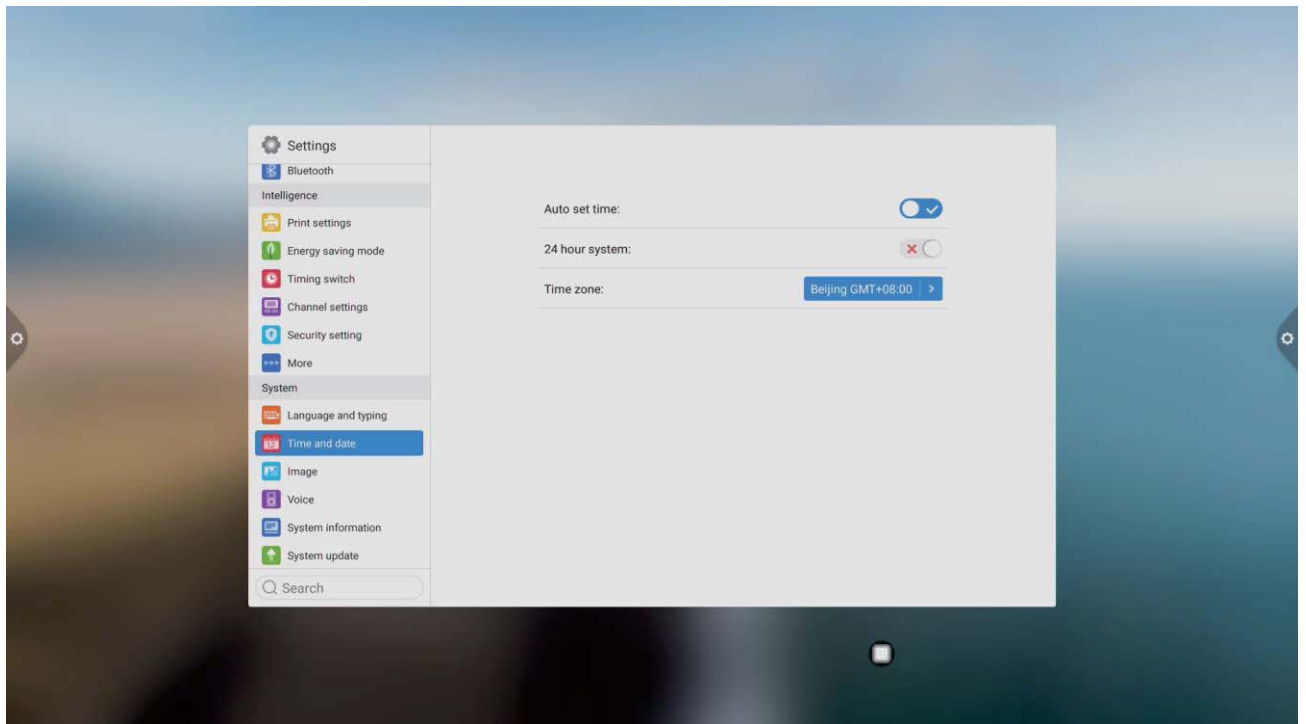 Settings
Bluetooth
Intelligence
Print settings
Energy saving mode
Timing switch
Channel settings
Security setting
More
System
Language and typing
Time and date
Image
Voice
System information
System update
Search
Auto set time:
24 hour system:
Time zone:
Beijing GMT+08:00